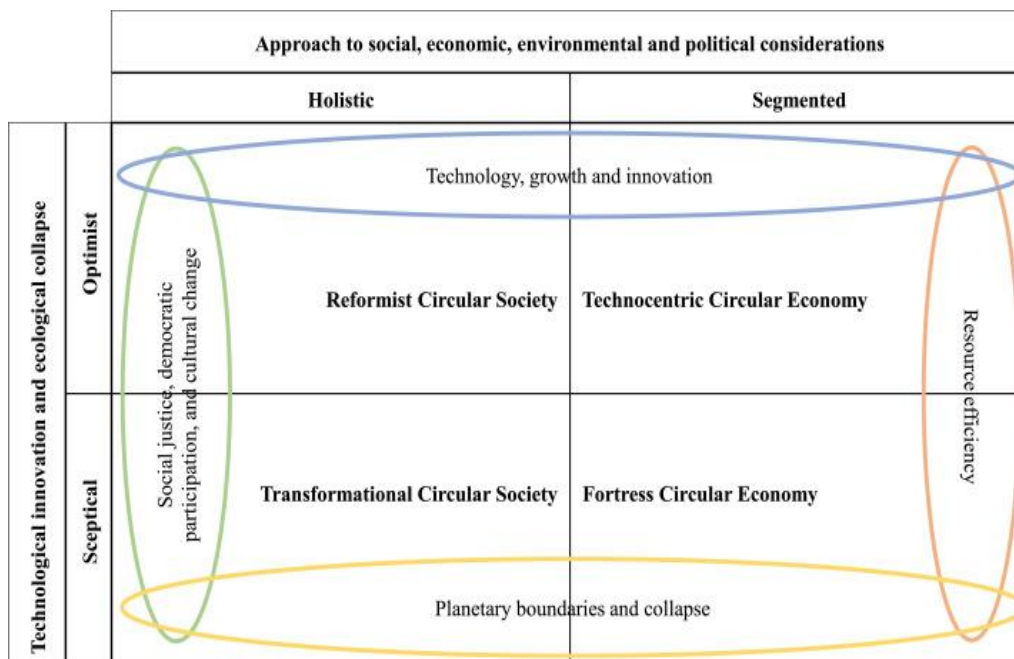 Approach to social, economic, environmental and political considerations
Holistic
Segmented
Technological innovation and ecological collapse
Optimist
Technology, growth and innovation
Social justice, democratic
participation, and cultural change
Reformist Circular Society
Technocentric Circular Economy
Resource efficiency
Sceptical
Transformational Circular Society
Fortress Circular Economy
Planetary boundaries and collapse